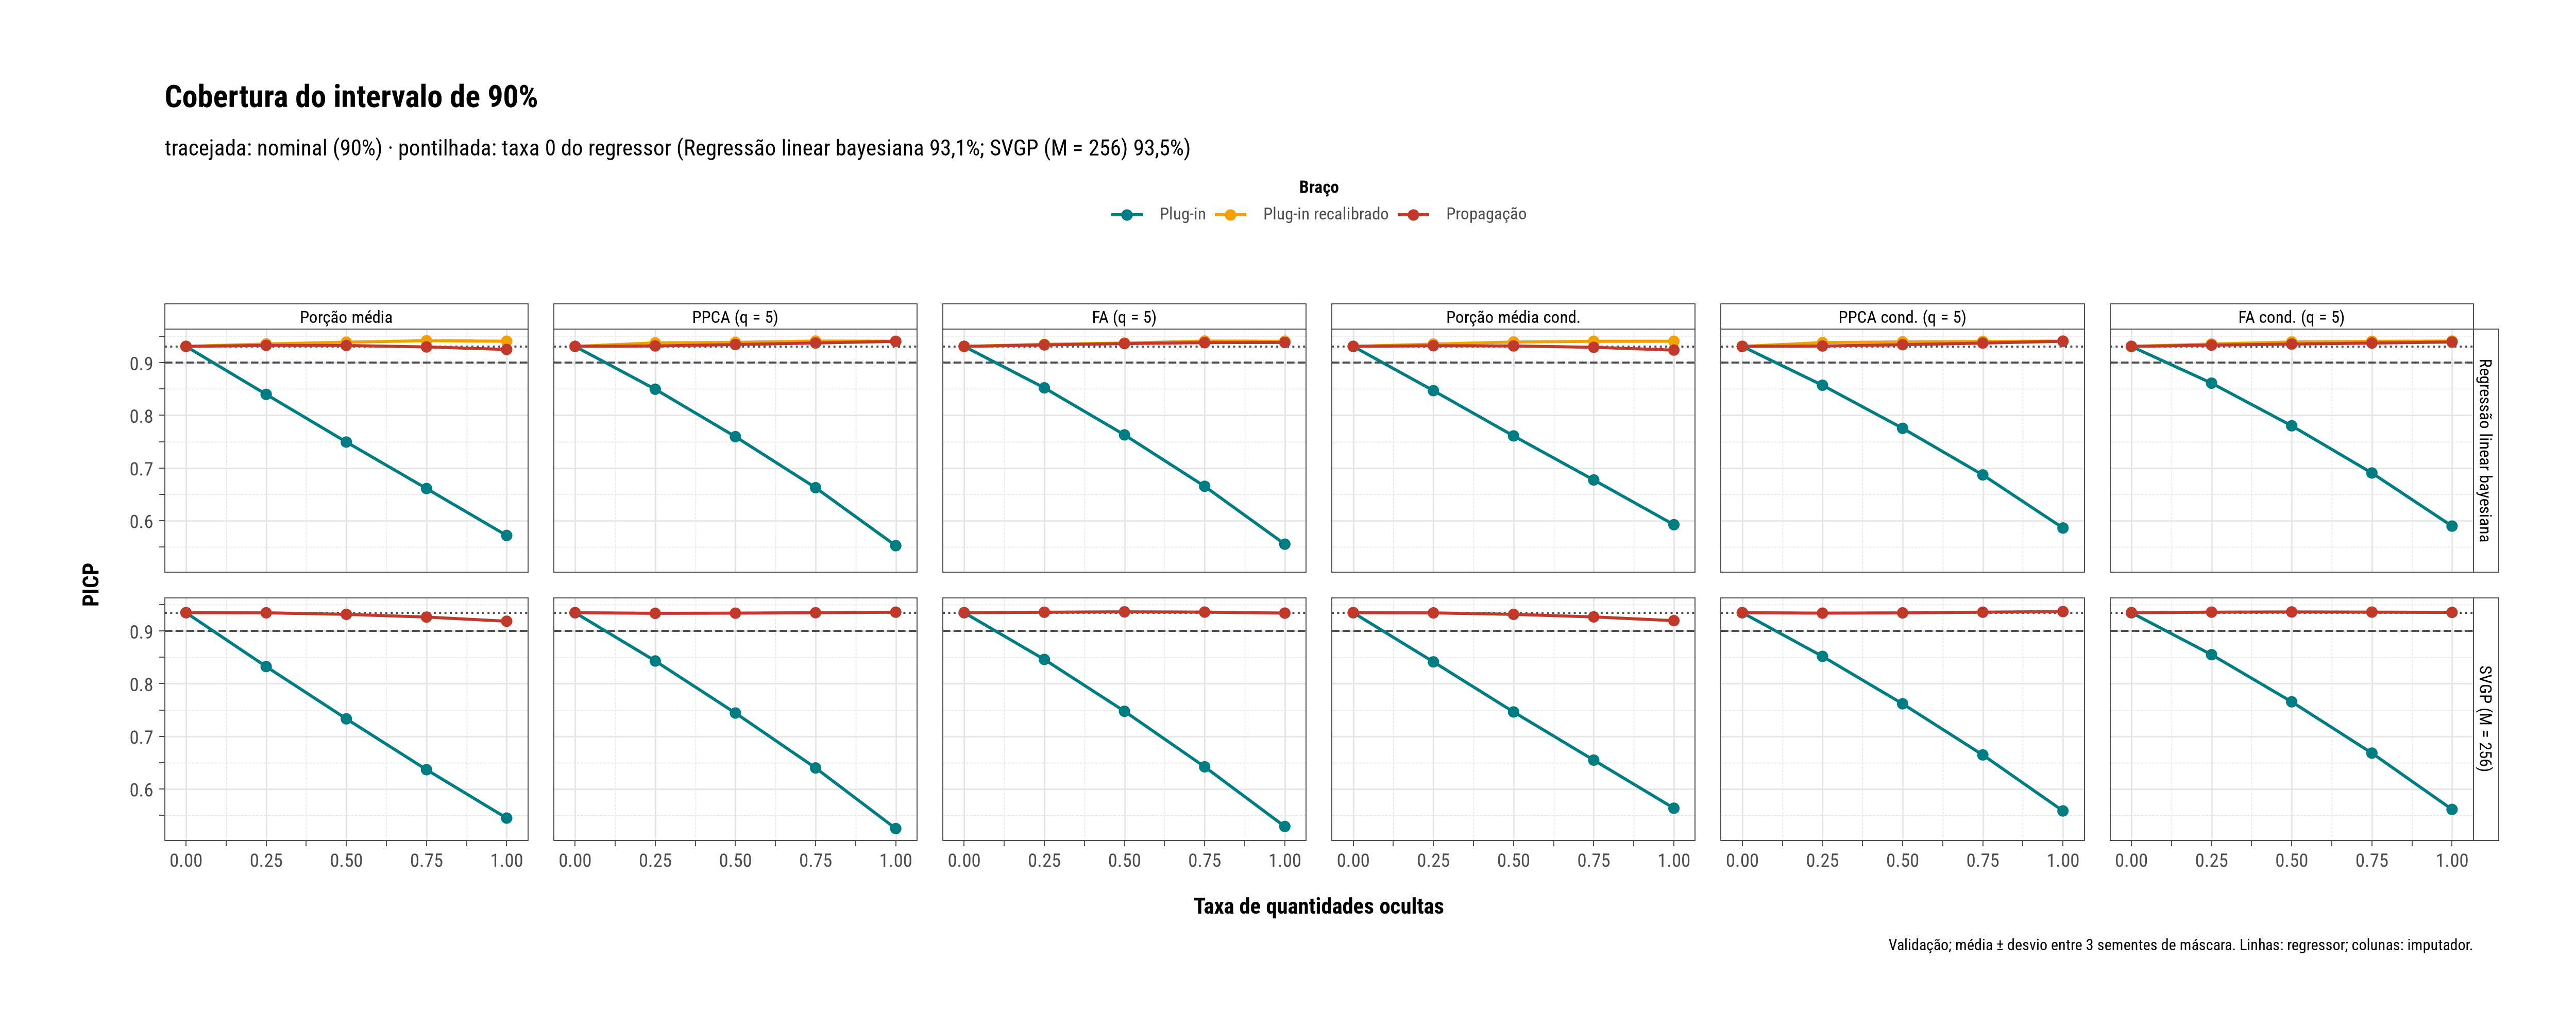 Cobertura do intervalo de 90%
tracejada: nominal (90%) · pontilhada: taxa 0 do regressor (Regressão linear bayesiana 93,1%; SVGP (M = 256) 93,5%)
Braço
Plug-in Plug-in recalibrado Propagação
Porção média PPCA (q = 5) FA (q = 5) Porção média cond. PPCA cond. (q = 5) FA cond. (q = 5)
0.9
0.8
0.7
0.6
Regressão linear bayesiana
PICP
0.9
0.8
0.7
0.6
SVGP (M = 256)
0.00 0.25 0.50 0.75 1.00 0.00 0.25 0.50 0.75 1.00 0.00 0.25 0.50 0.75 1.00 0.00 0.25 0.50 0.75 1.00 0.00 0.25 0.50 0.75 1.00 0.00 0.25 0.50 0.75 1.00
Taxa de quantidades ocultas
Validação; média ± desvio entre 3 sementes de máscara. Linhas: regressor; colunas: imputador.